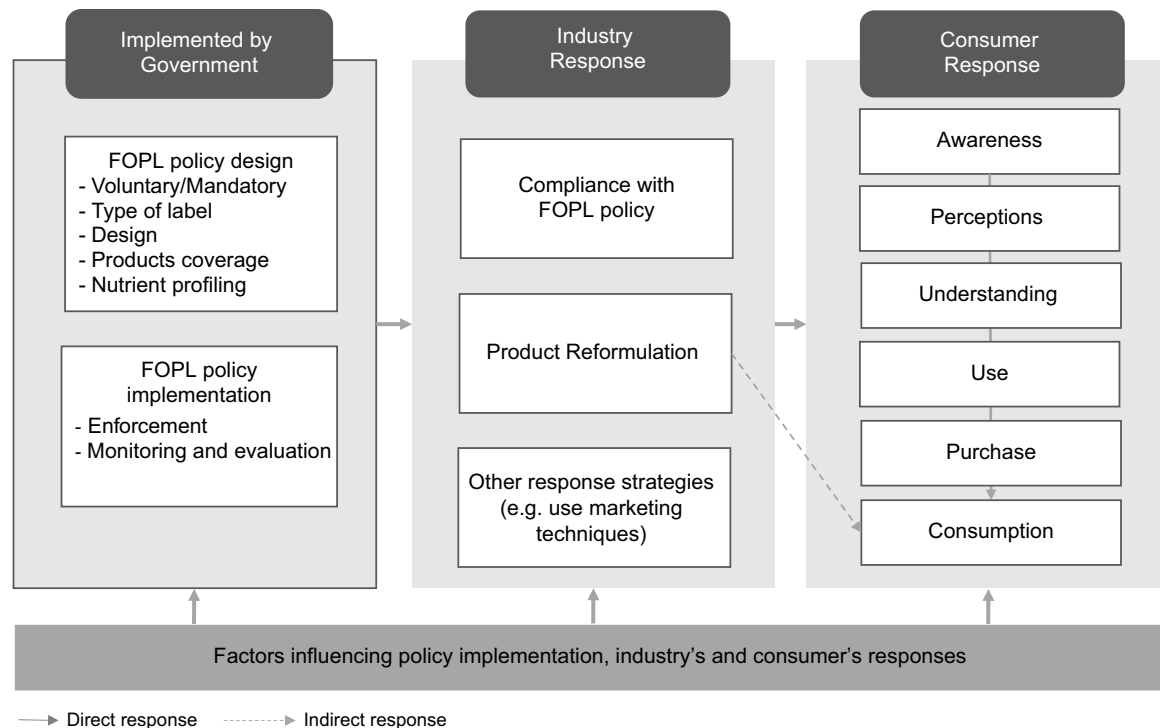 Implemented by
Government
FOPL policy design
- Voluntary/Mandatory
- Type of label
- Design
- Products coverage
- Nutrient profiling
FOPL policy
implementation
- Enforcement
- Monitoring and evaluation
Industry
Response
Compliance with
FOPL policy
Product Reformulation
Other response strategies
(e.g. use marketing
techniques)
Consumer
Response
Awareness
Perceptions
Understanding
Use
Purchase
Consumption
Factors influencing policy implementation, industry's and consumer's responses
Direct response
Indirect response